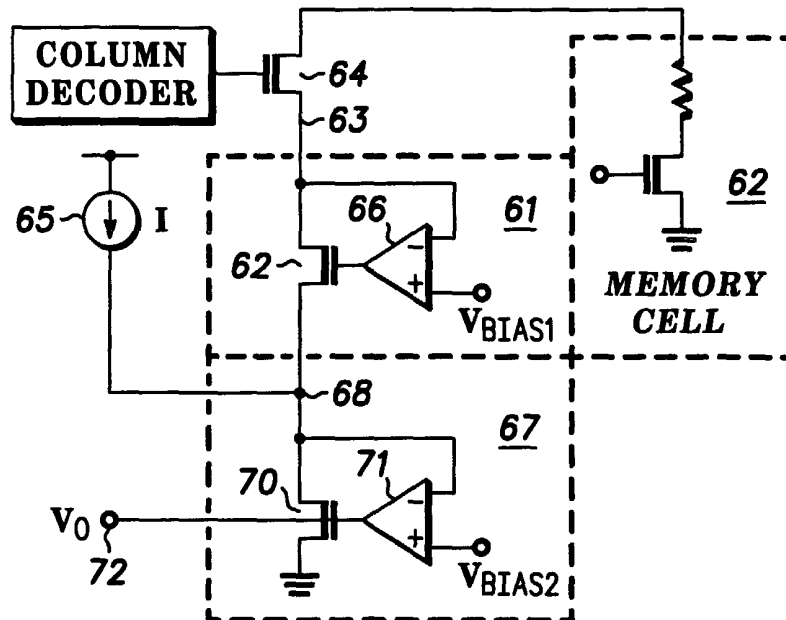 COLUMN
DECODER
64
63
65
I
66
61
62
62
VBIAS1
MEMORY
CELL
68
67
70
71
V0
72
VBIAS2
-
+
-
+